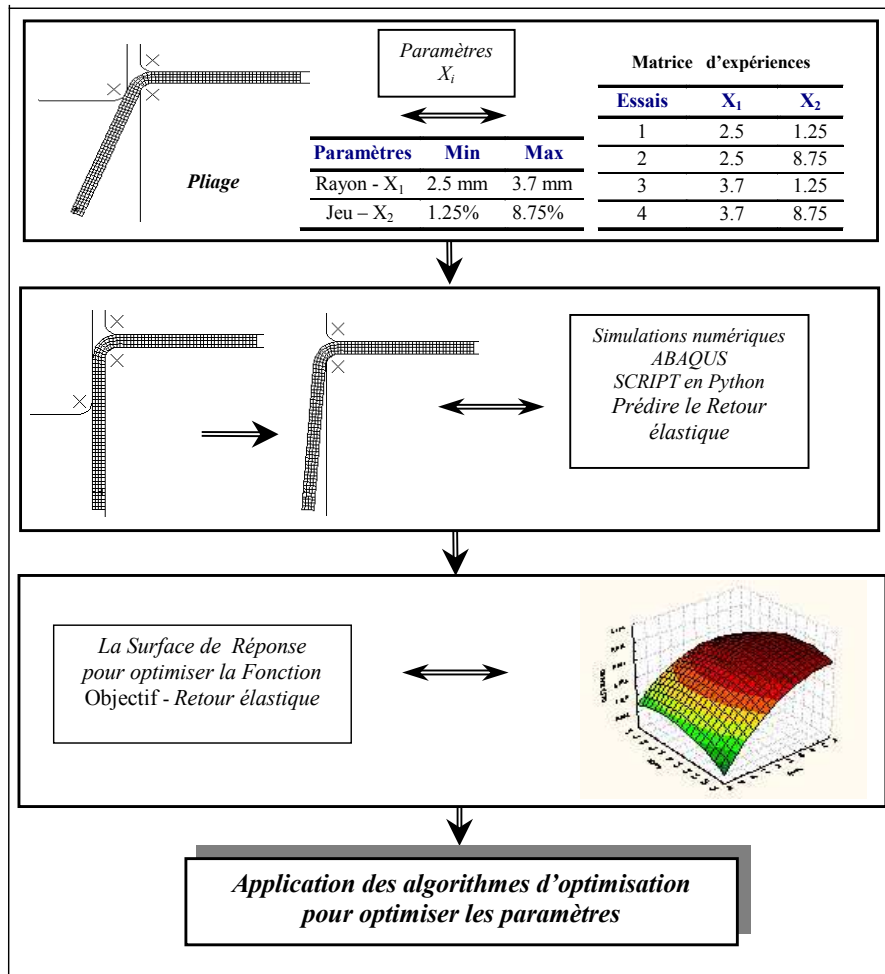 Paramètres
Xi
Matrice d’expériences
Essais X1 X2
1 2.5 1.25
2 2.5 8.75
3 3.7 1.25
4 3.7 8.75
Pliage
Paramètres Min Max
Rayon - X1 2.5 mm 3.7 mm
Jeu – X2 1.25% 8.75%
Simulations numériques
ABAQUS
SCRIPT en Python
Prédire le Retour
élastique
La Surface de Réponse
pour optimiser la Fonction
Objectif - Retour élastique
Application des algorithmes d’optimisation
pour optimiser les paramètres